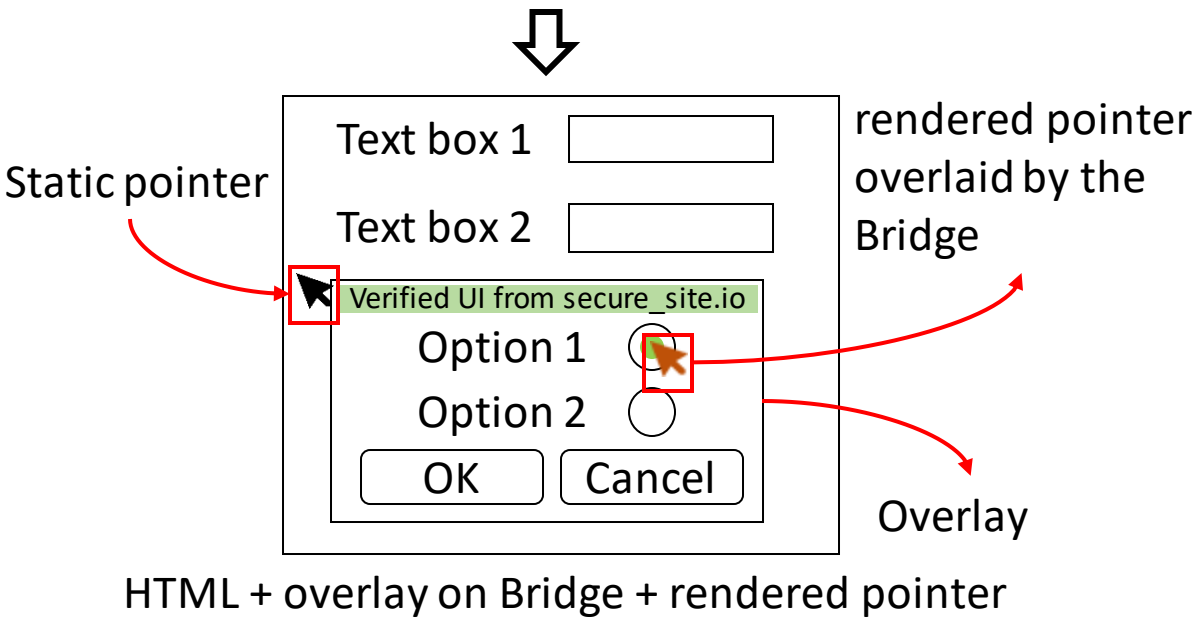 Text box 1
Text box 2
Static pointer
rendered pointer
overlaid by the
Bridge
Verified UI from secure_site.io
Option 1
Option 2
OK
Cancel
Overlay
HTML + overlay on Bridge + rendered pointer